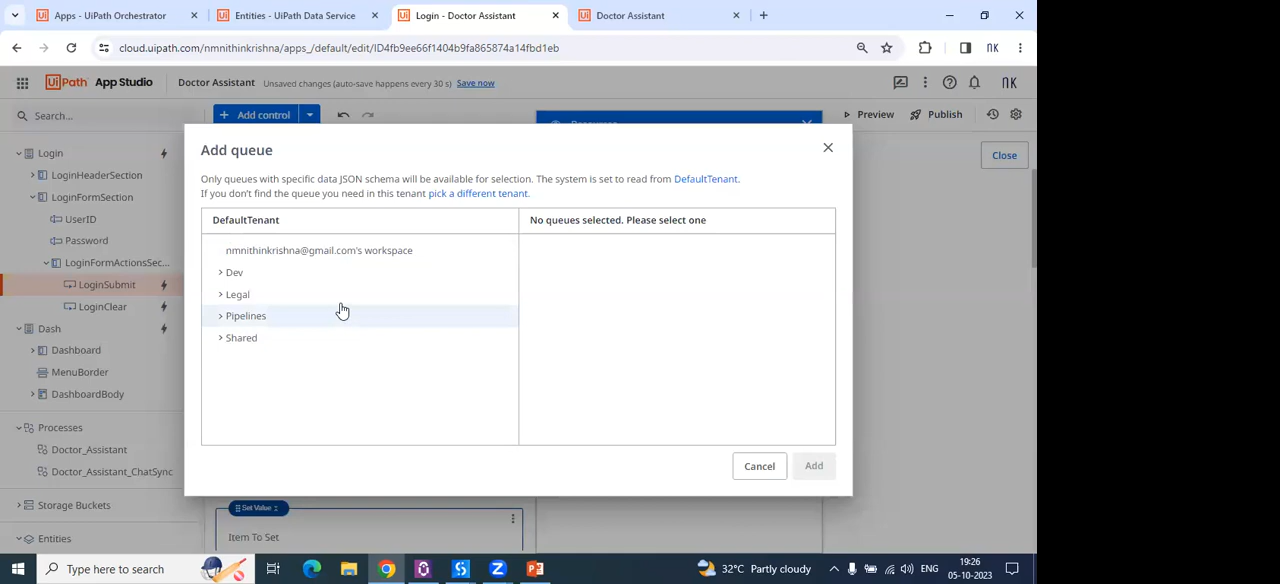 Apps - UiPath Orchestrator
Entities - UiPath Data Service
Login - Doctor Assistant
Doctor Assistant
cloud.uipath.com/nmnithinkrishna/apps_/default/edit/ID4fb9ee66f1404b9fa865874a14fbd1eb
NK
UiPath App Studio
Doctor Assistant
Unsaved changes (auto-save happens every 30 s) Save now
NK
Search...
Add control
Preview
Publish
Close
Login
LoginHeaderSection
LoginFormSection
UserID
Password
LoginFormActionsSec...
LoginSubmit
LoginClear
Dash
Dashboard
MenuBorder
DashboardBody
Processes
Doctor_Assistant
Doctor_Assistant_ChatSync
Storage Buckets
Entities
Add queue
Only queues with specific data JSON schema will be available for selection. The system is set to read from DefaultTenant.
If you don't find the queue you need in this tenant pick a different tenant.
DefaultTenant
No queues selected. Please select one
nmnithinkrishna@gmail.com's workspace
Dev
Legal
Pipelines
Shared
Cancel
Add
Set Value
Item To Set
Type here to search
32°C Partly cloudy
ENG
19:26
05-10-2023